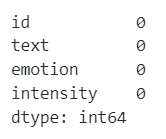 id 0
text 0
emotion 0
intensity 0
dtype: int64